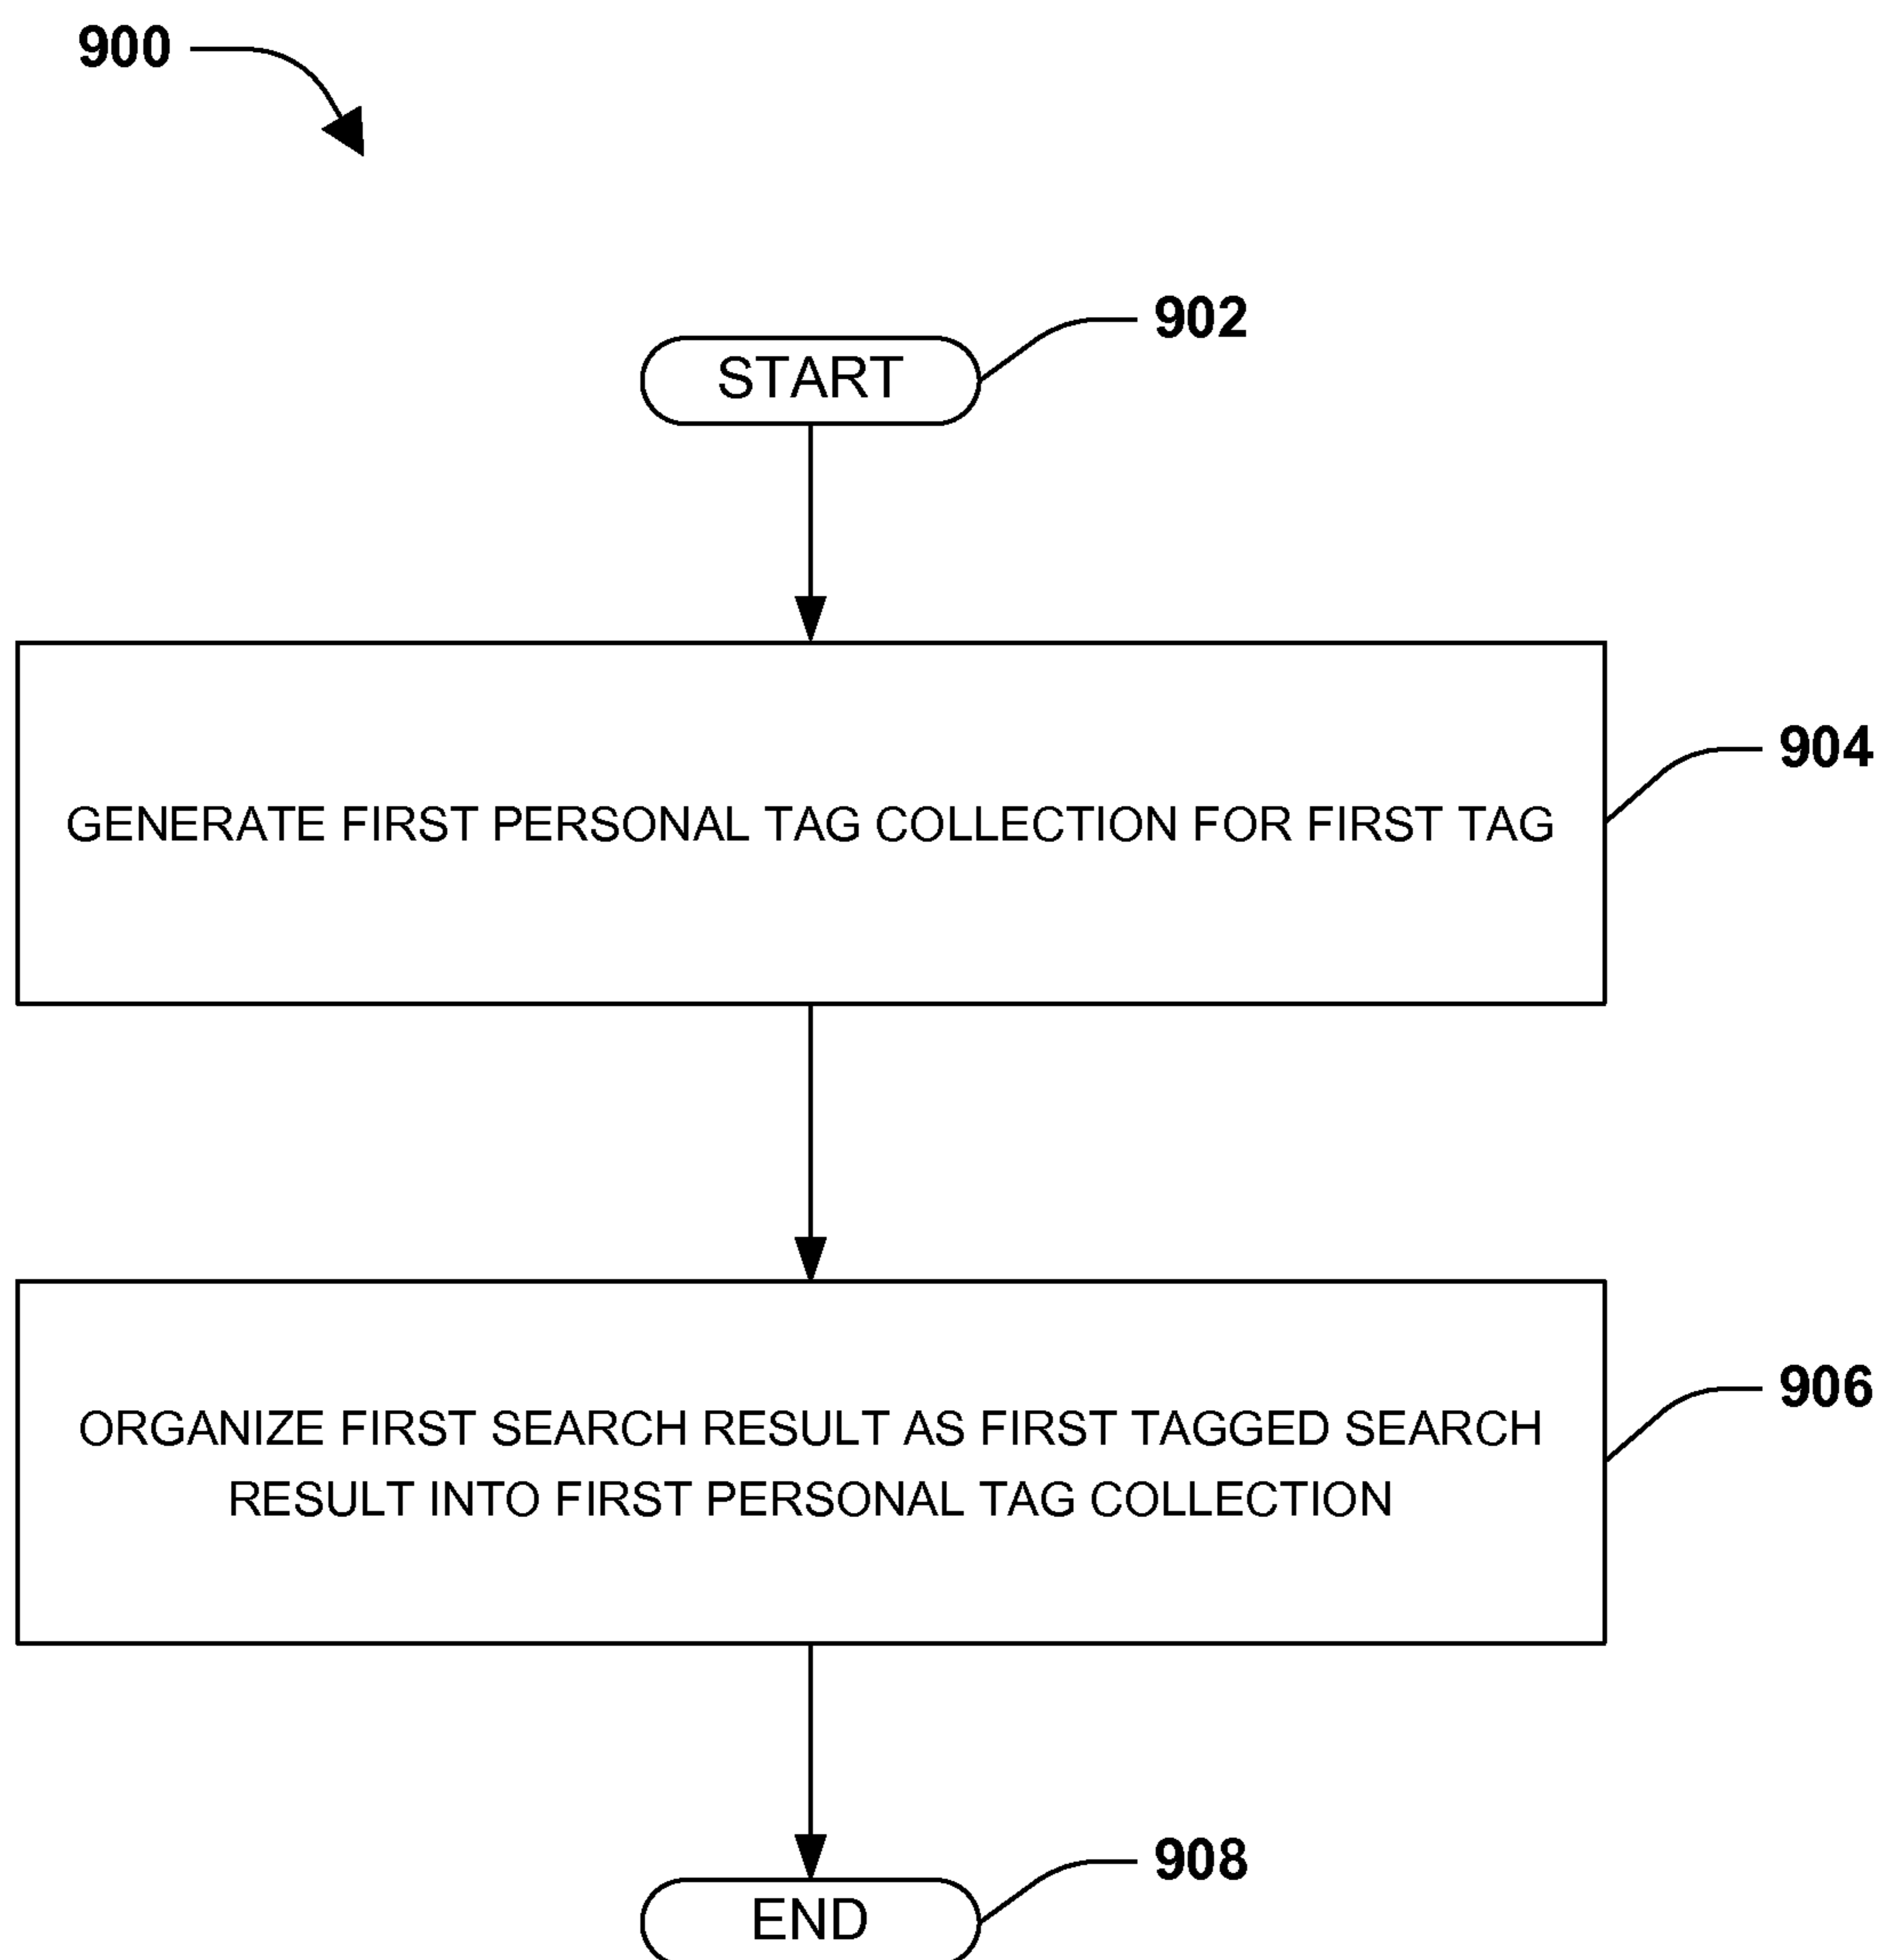 900
902
START
904
GENERATE FIRST PERSONAL TAG COLLECTION FOR FIRST TAG
906
ORGANIZE FIRST SEARCH RESULT AS FIRST TAGGED SEARCH
RESULT INTO FIRST PERSONAL TAG COLLECTION
908
END